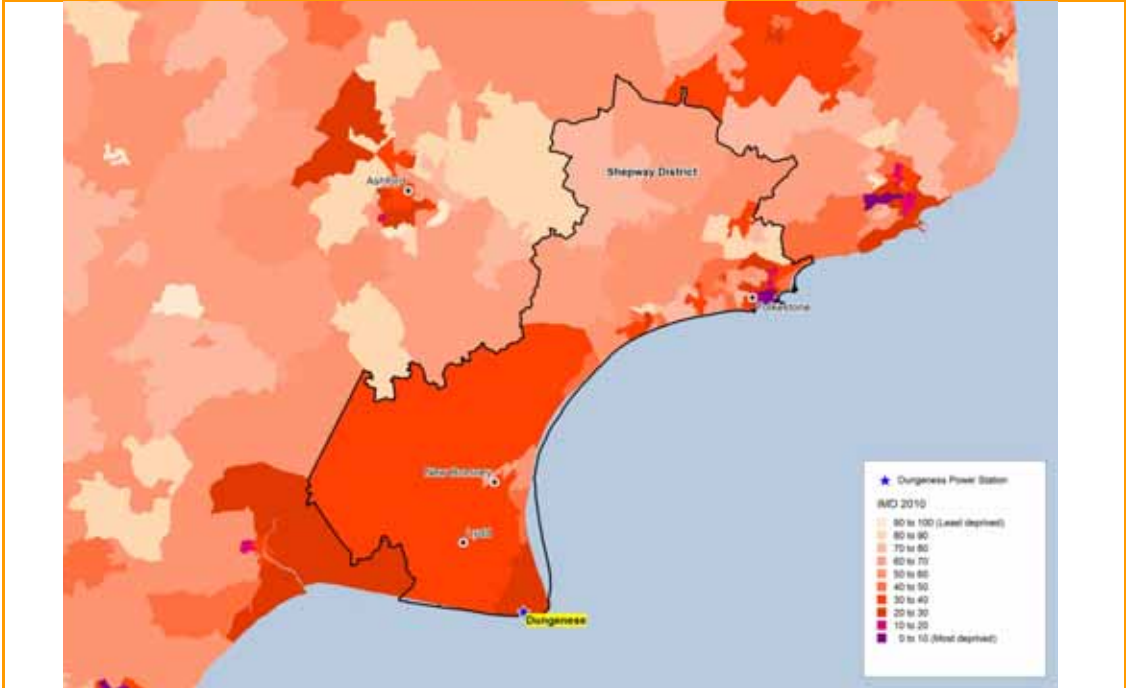 Shepway District
Ashford
Folkestone
New Romney
Lydd
Dungeness
Dungeness Power Station
IMD 2010
90 to 100 (Least deprived)
80 to 90
70 to 80
60 to 70
50 to 60
40 to 50
30 to 40
20 to 30
10 to 20
0 to 10 (Most deprived)